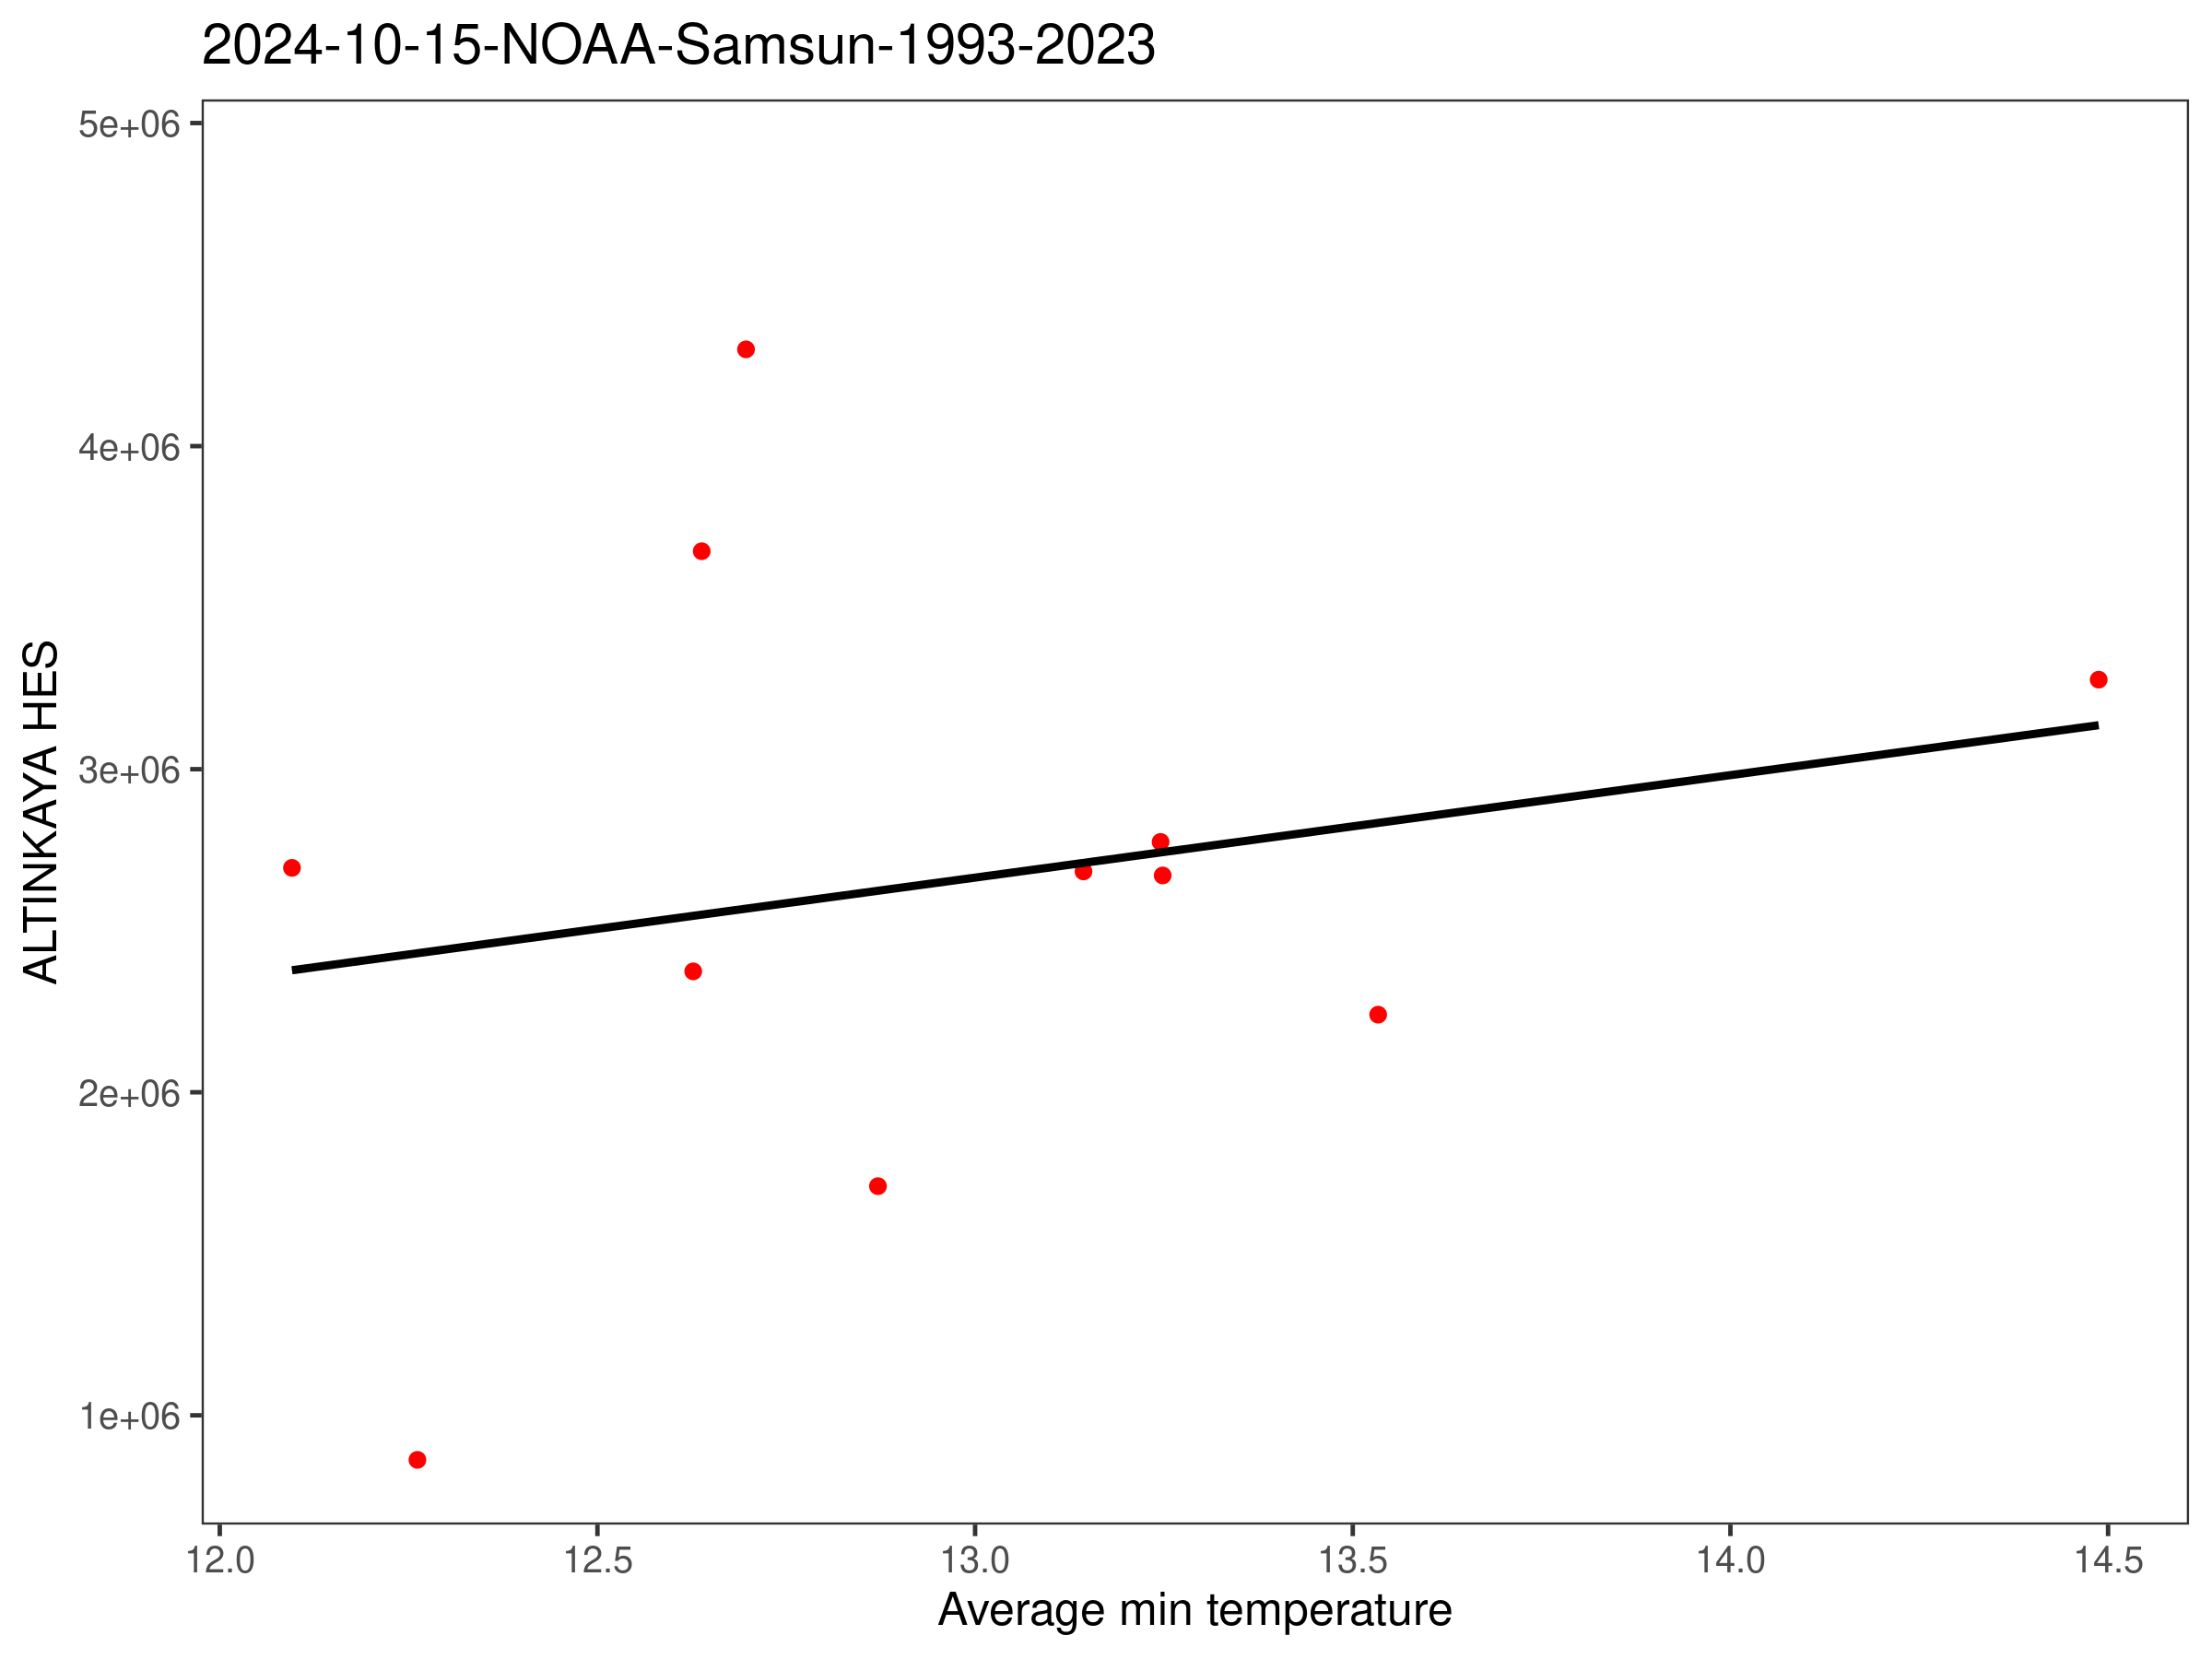 2024-10-15-NOAA-Samsun-1993-2023
5e+06
4e+06
3e+06
2e+06
1e+06
ALTINKAYA HES
12.0
12.5
13.0
13.5
14.0
14.5
Average min temperature